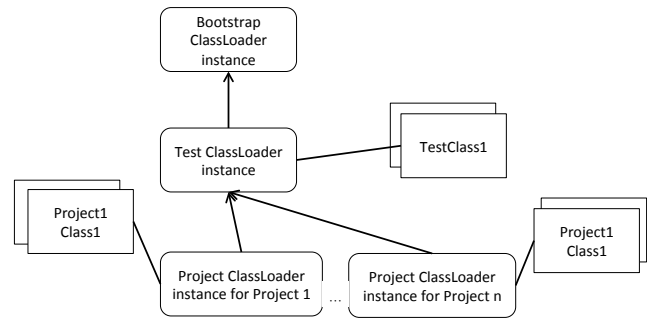 Bootstrap
ClassLoader
instance
Test ClassLoader
instance
TestClass1
Project1
Class1
Project1
Class1
Project ClassLoader
instance for Project 1
...
Project ClassLoader
instance for Project n